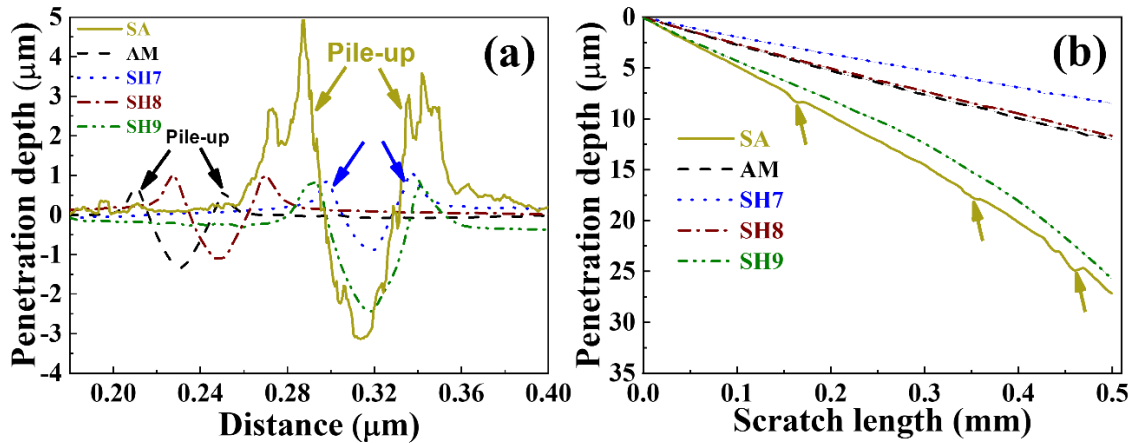 (a)
Penetration depth (μm)
5
4
3
2
1
0
-1
-2
-3
-4
SA
AM
SH7
SH8
SH9
Pile-up
Pile-up
0.20
0.24
0.28
0.32
0.36
0.40
Distance (μm)
(b)
Penetration depth (μm)
0
5
10
15
20
25
30
35
SA
AM
SH7
SH8
SH9
0.0
0.1
0.2
0.3
0.4
0.5
Scratch length (mm)